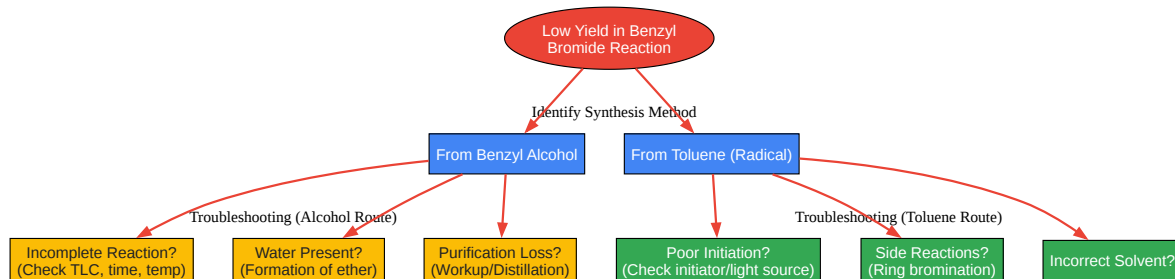 Low Yield in Benzyl
Bromide Reaction
Identify Synthesis Method
From Benzyl Alcohol
From Toluene (Radical)
Troubleshooting (Alcohol Route)
Troubleshooting (Toluene Route)
Incomplete Reaction?
(Check TLC, time, temp)
Water Present?
(Formation of ether)
Purification Loss?
(Workup/Distillation)
Poor Initiation?
(Check initiator/light source)
Side Reactions?
(Ring bromination)
Incorrect Solvent?